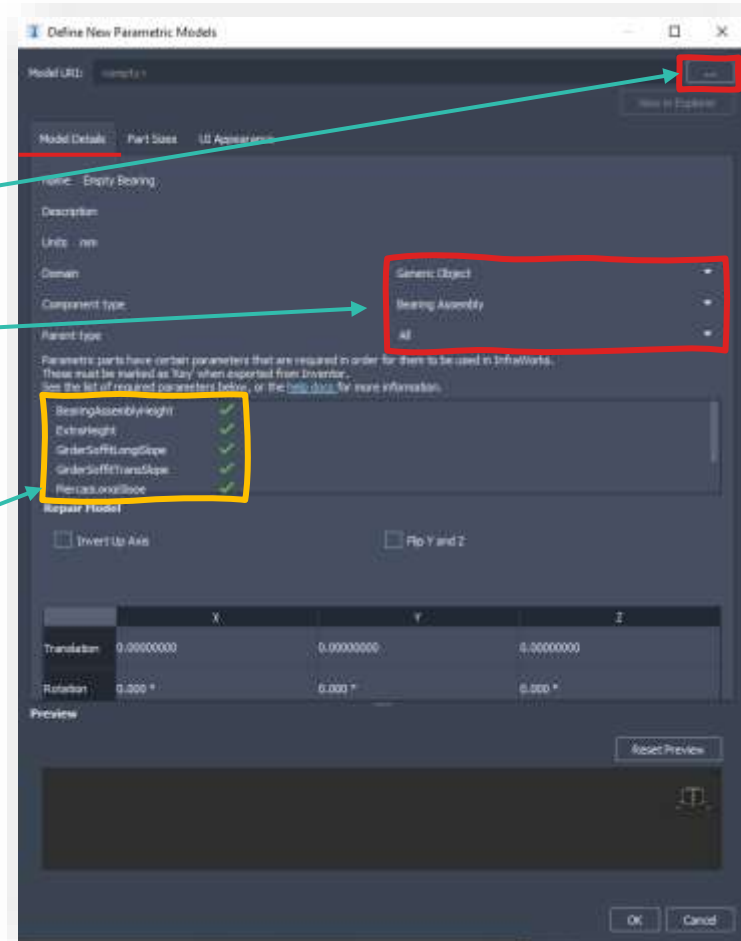 Define New Parametric Models
Model URI: <empty>
...
View in Explorer
Model Details Part Sizes UI Appearance
Name Empty Bearing
Description
Units mm
Domain Generic Object
Component type Bearing Assembly
Parent type All
Parametric parts have certain parameters that are required in order for them to be used in InfraWorks.
These must be marked as 'Key' when exported from Inventor.
See the list of required parameters below, or the help docs for more information.
BearingAssemblyHeight
ExtraHeight
GirderSoffitLongSlope
GirderSoffitTransSlope
PiercapLongSlope
Repair Model
Invert Up Axis Flip Y and Z
X Y Z
Translation 0.00000000 0.00000000 0.00000000
Rotation 0.000 ° 0.000 ° 0.000 °
Preview
Reset Preview
OK Cancel